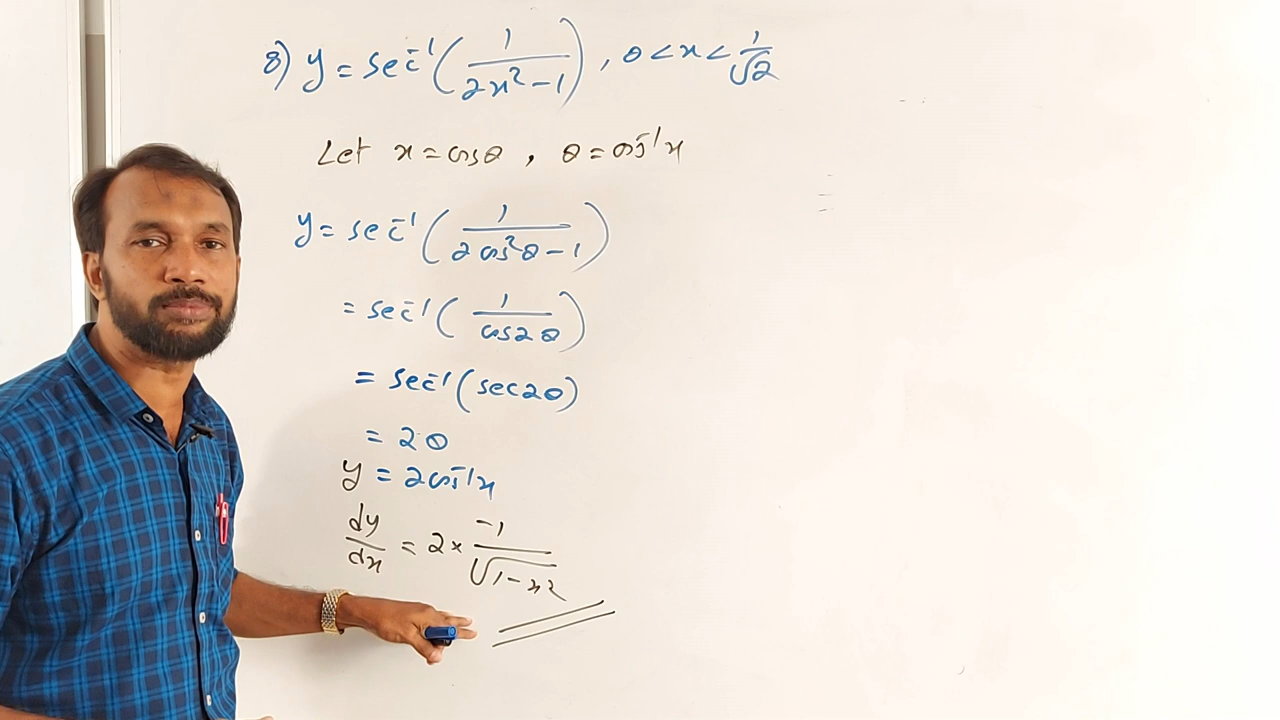 8) y = sec⁻¹(1/(2x² - 1)), 0 < x < 1/√2
Let x = cosθ, θ = cos⁻¹x
y = sec⁻¹(1/(2cos²θ - 1))
= sec⁻¹(1/cos2θ)
= sec⁻¹(sec2θ)
= 2θ
y = 2cos⁻¹x
dy/dx = 2 × -1/√(1 - x²)